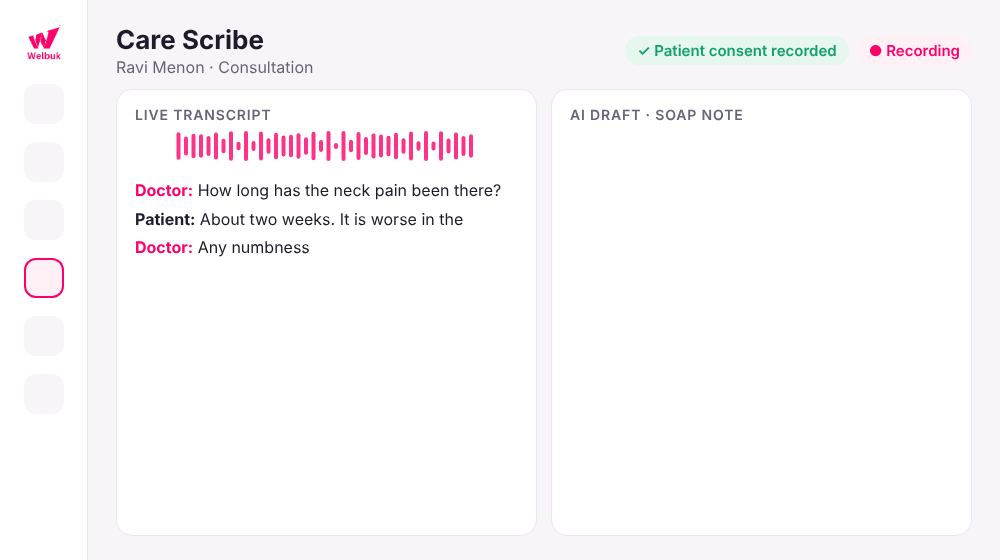 Welbuk
Care Scribe
Ravi Menon · Consultation
✓ Patient consent recorded
Recording
LIVE TRANSCRIPT
Doctor: How long has the neck pain been there?
Patient: About two weeks. It is worse in the
Doctor: Any numbness
AI DRAFT · SOAP NOTE